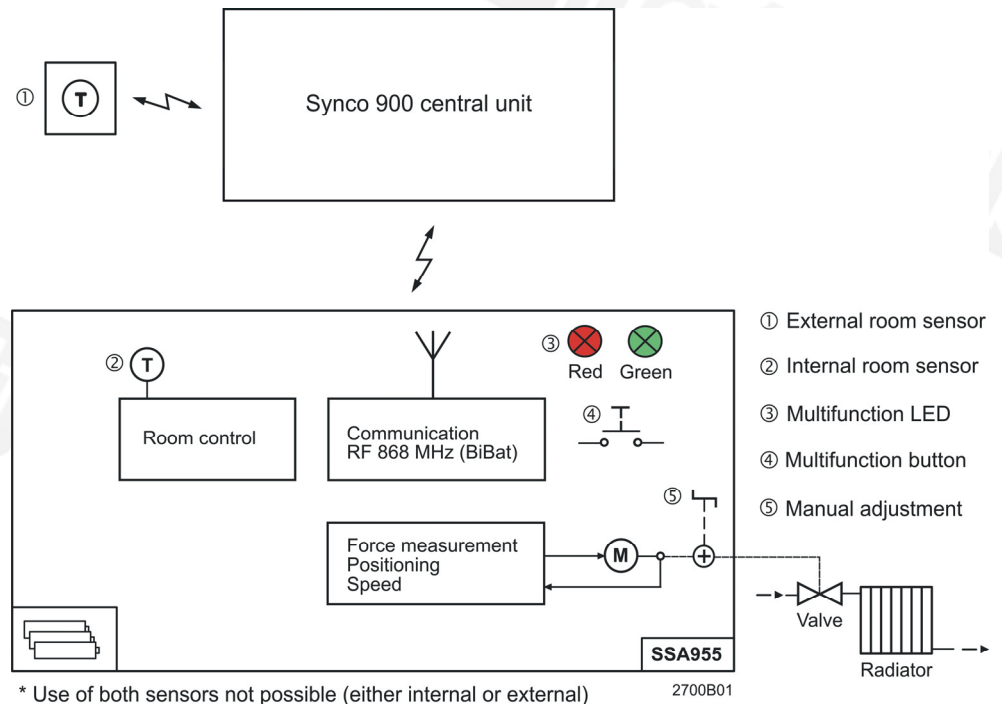 Synco 900 central unit
① T
① External room sensor
② Internal room sensor
③ Multifunction LED
④ Multifunction button
⑤ Manual adjustment
② T
Room control
Communication
RF 868 MHz (BiBat)
③
Red Green
④
⑤
Force measurement
Positioning
Speed
M
Valve
Radiator
SSA955
* Use of both sensors not possible (either internal or external)
2700B01